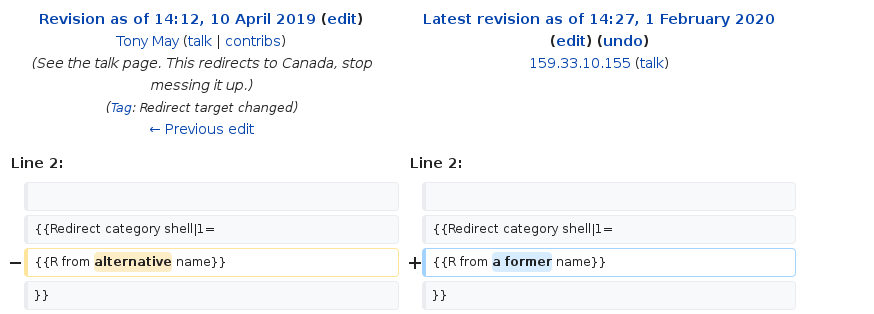 Revision as of 14:12, 10 April 2019 (edit)
Tony May (talk | contribs)
(See the talk page. This redirects to Canada, stop
messing it up.)
(Tag: Redirect target changed)
← Previous edit
Latest revision as of 14:27, 1 February 2020
(edit) (undo)
159.33.10.155 (talk)
Line 2:
Line 2:
{{Redirect category shell|1=
{{Redirect category shell|1=
− {{R from alternative name}}
+ {{R from a former name}}
}}
}}